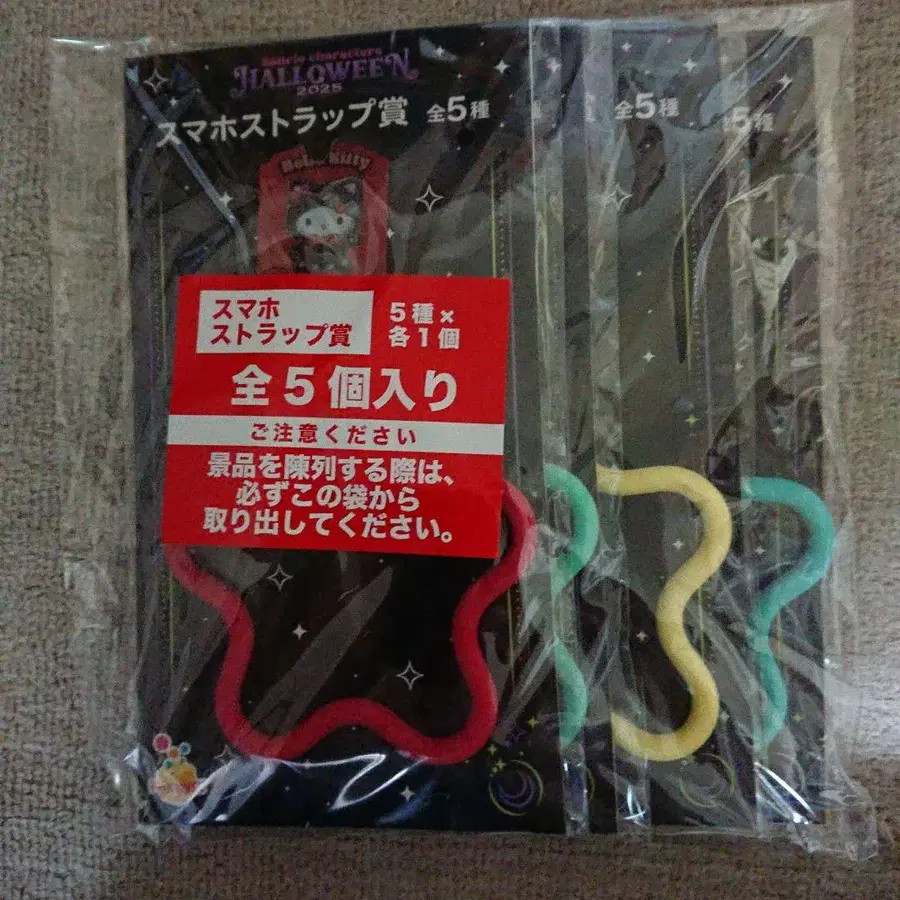 Sanrio characters
HALLOWEEN
2025
スマホストラップ賞 全5種
全5種
全5種
Hello Kitty
スマホ
ストラップ賞
5種×
各1個
全5個入り
ご注意ください
景品を陳列する際は、
必ずこの袋から
取り出してください。